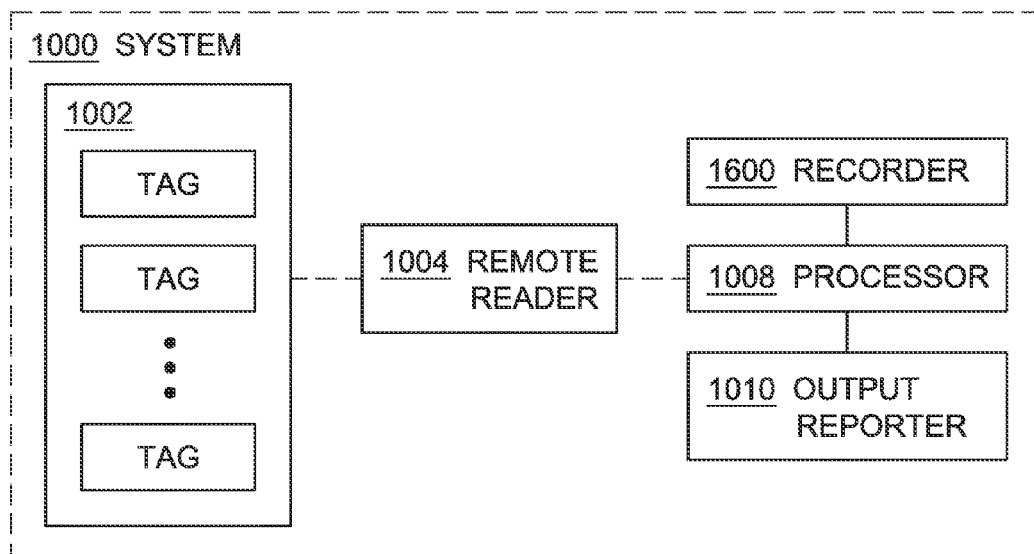 1000 SYSTEM
1002
TAG
TAG
TAG
1004 REMOTE
READER
1600 RECORDER
1008 PROCESSOR
1010 OUTPUT
REPORTER